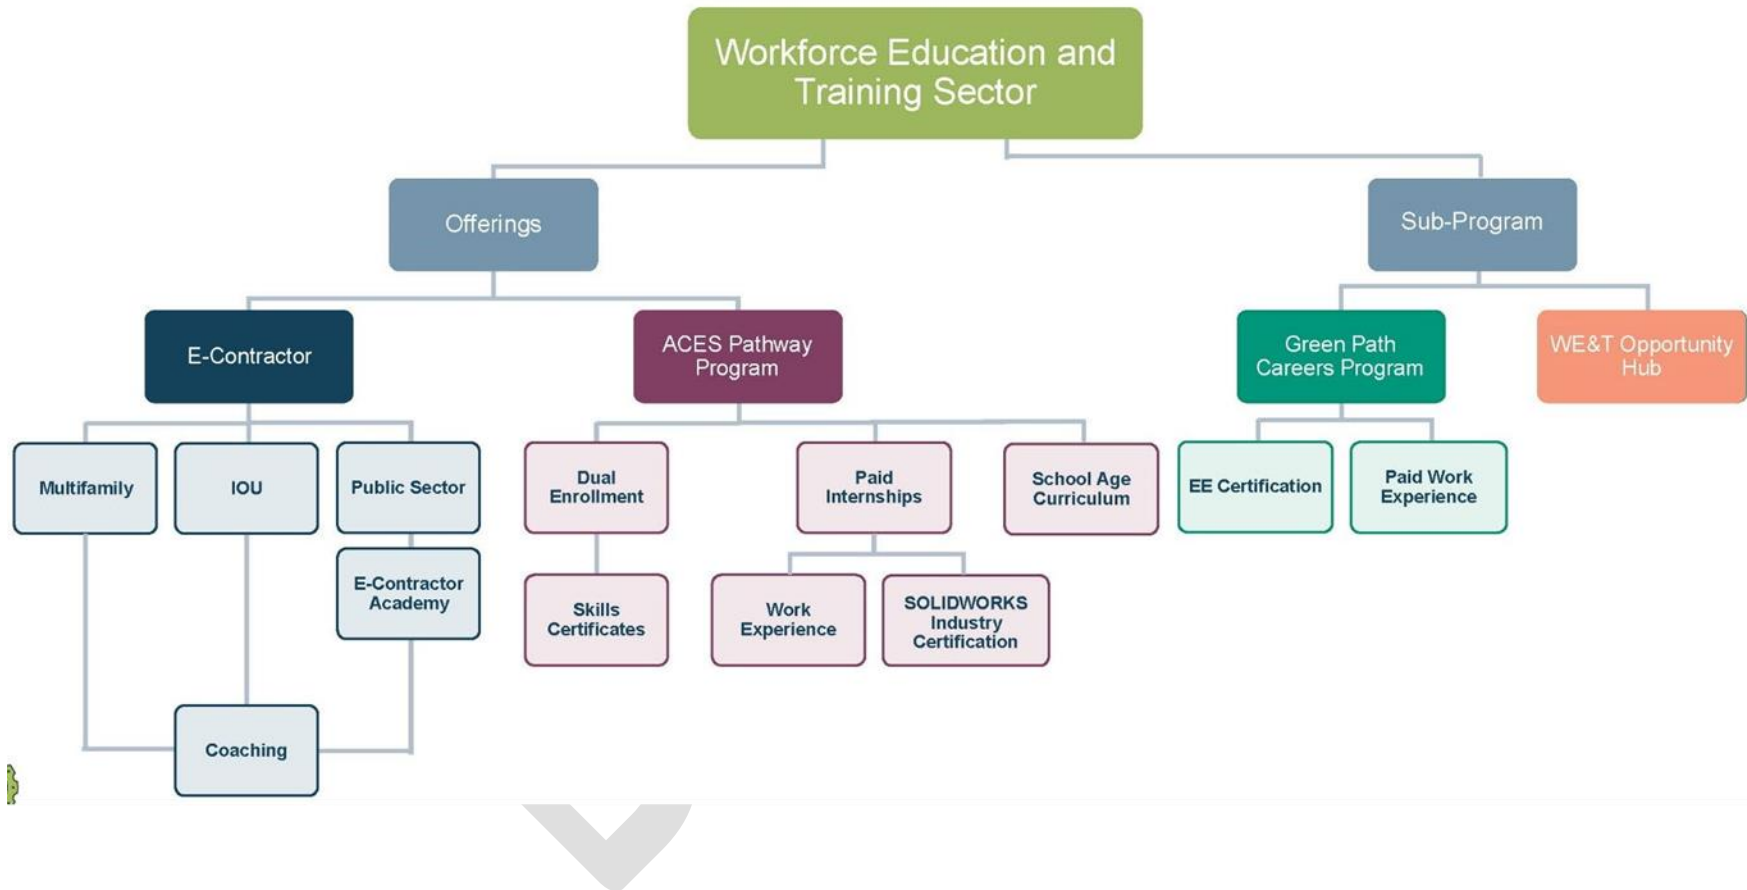 Workforce Education and
Training Sector
Offerings
Sub-Program
E-Contractor
ACES Pathway
Program
Green Path
Careers Program
WE&T Opportunity
Hub
Multifamily
IOU
Public Sector
Dual
Enrollment
Paid
Internships
School Age
Curriculum
EE Certification
Paid Work
Experience
E-Contractor
Academy
Skills
Certificates
Work
Experience
SOLIDWORKS
Industry
Certification
Coaching